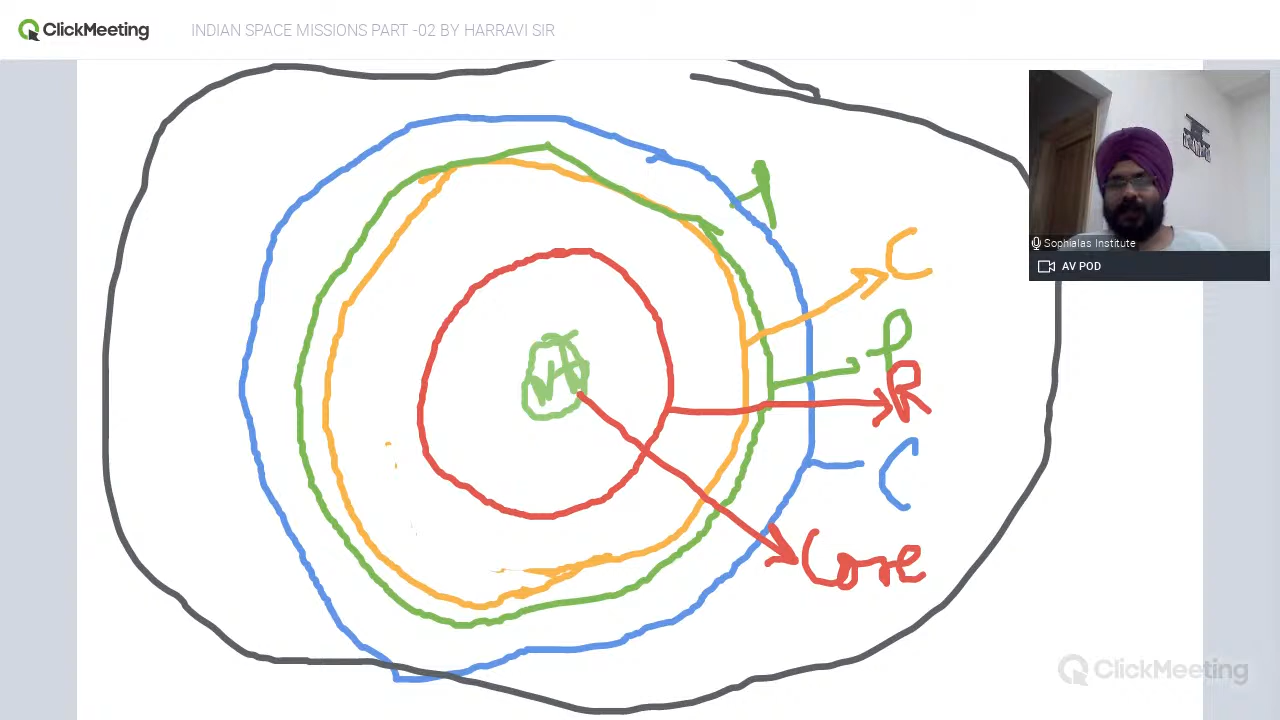 ClickMeeting
INDIAN SPACE MISSIONS PART -02 BY HARRAVI SIR
Sophialas Institute
AV POD
C
P
R
C
Core
ClickMeeting